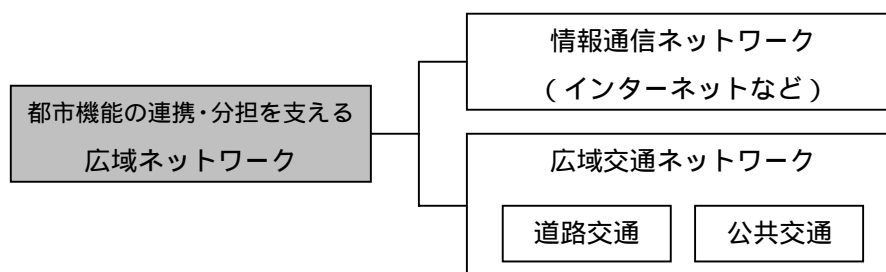 都市機能の連携・分担を支える
広域ネットワーク
情報通信ネットワーク
(インターネットなど)
広域交通ネットワーク
道路交通
公共交通